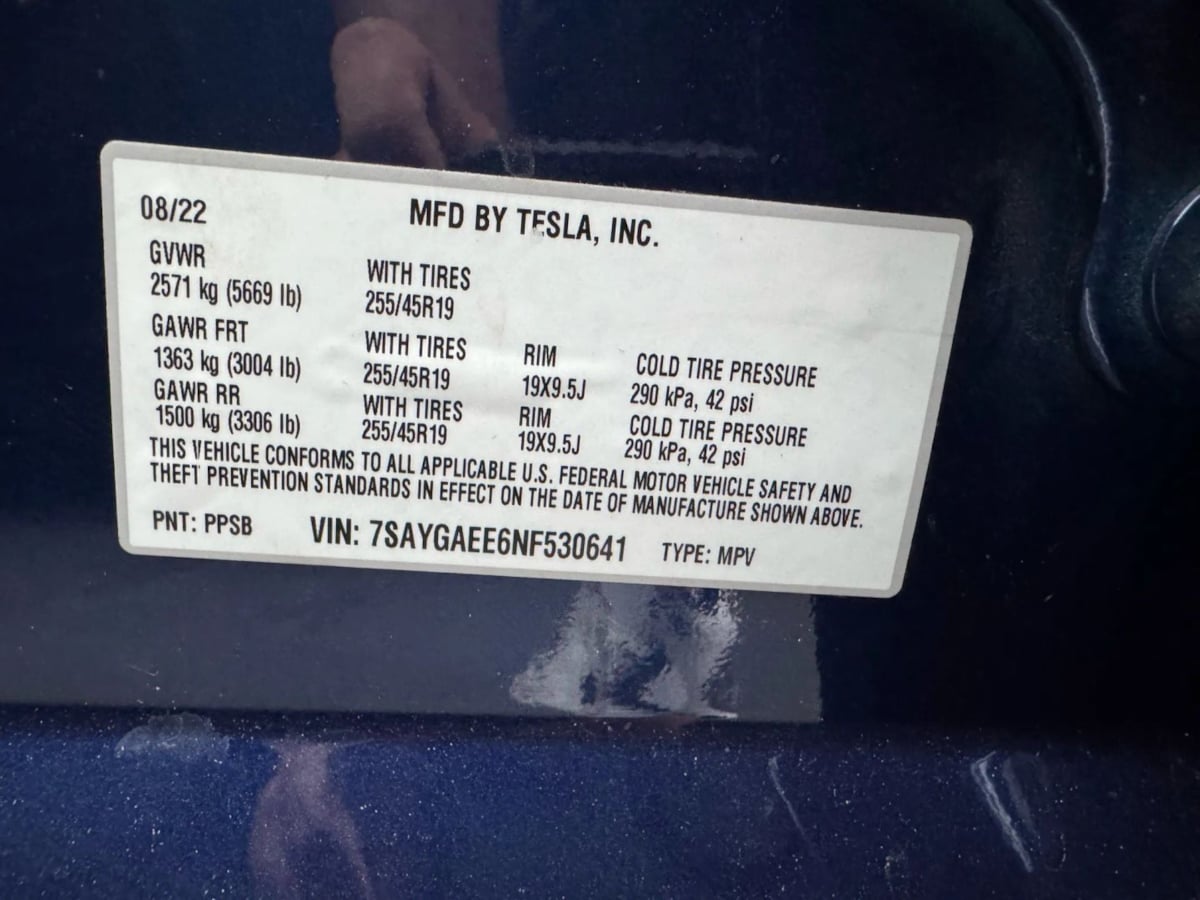 08/22 MFD BY TESLA, INC.
GVWR WITH TIRES
2571 kg (5669 lb) 255/45R19
GAWR FRT WITH TIRES RIM COLD TIRE PRESSURE
1363 kg (3004 lb) 255/45R19 19X9.5J 290 kPa, 42 psi
GAWR RR WITH TIRES RIM COLD TIRE PRESSURE
1500 kg (3306 lb) 255/45R19 19X9.5J 290 kPa, 42 psi
THIS VEHICLE CONFORMS TO ALL APPLICABLE U.S. FEDERAL MOTOR VEHICLE SAFETY AND
THEFT PREVENTION STANDARDS IN EFFECT ON THE DATE OF MANUFACTURE SHOWN ABOVE.
PNT: PPSB VIN: 7SAYGAEE6NF530641 TYPE: MPV